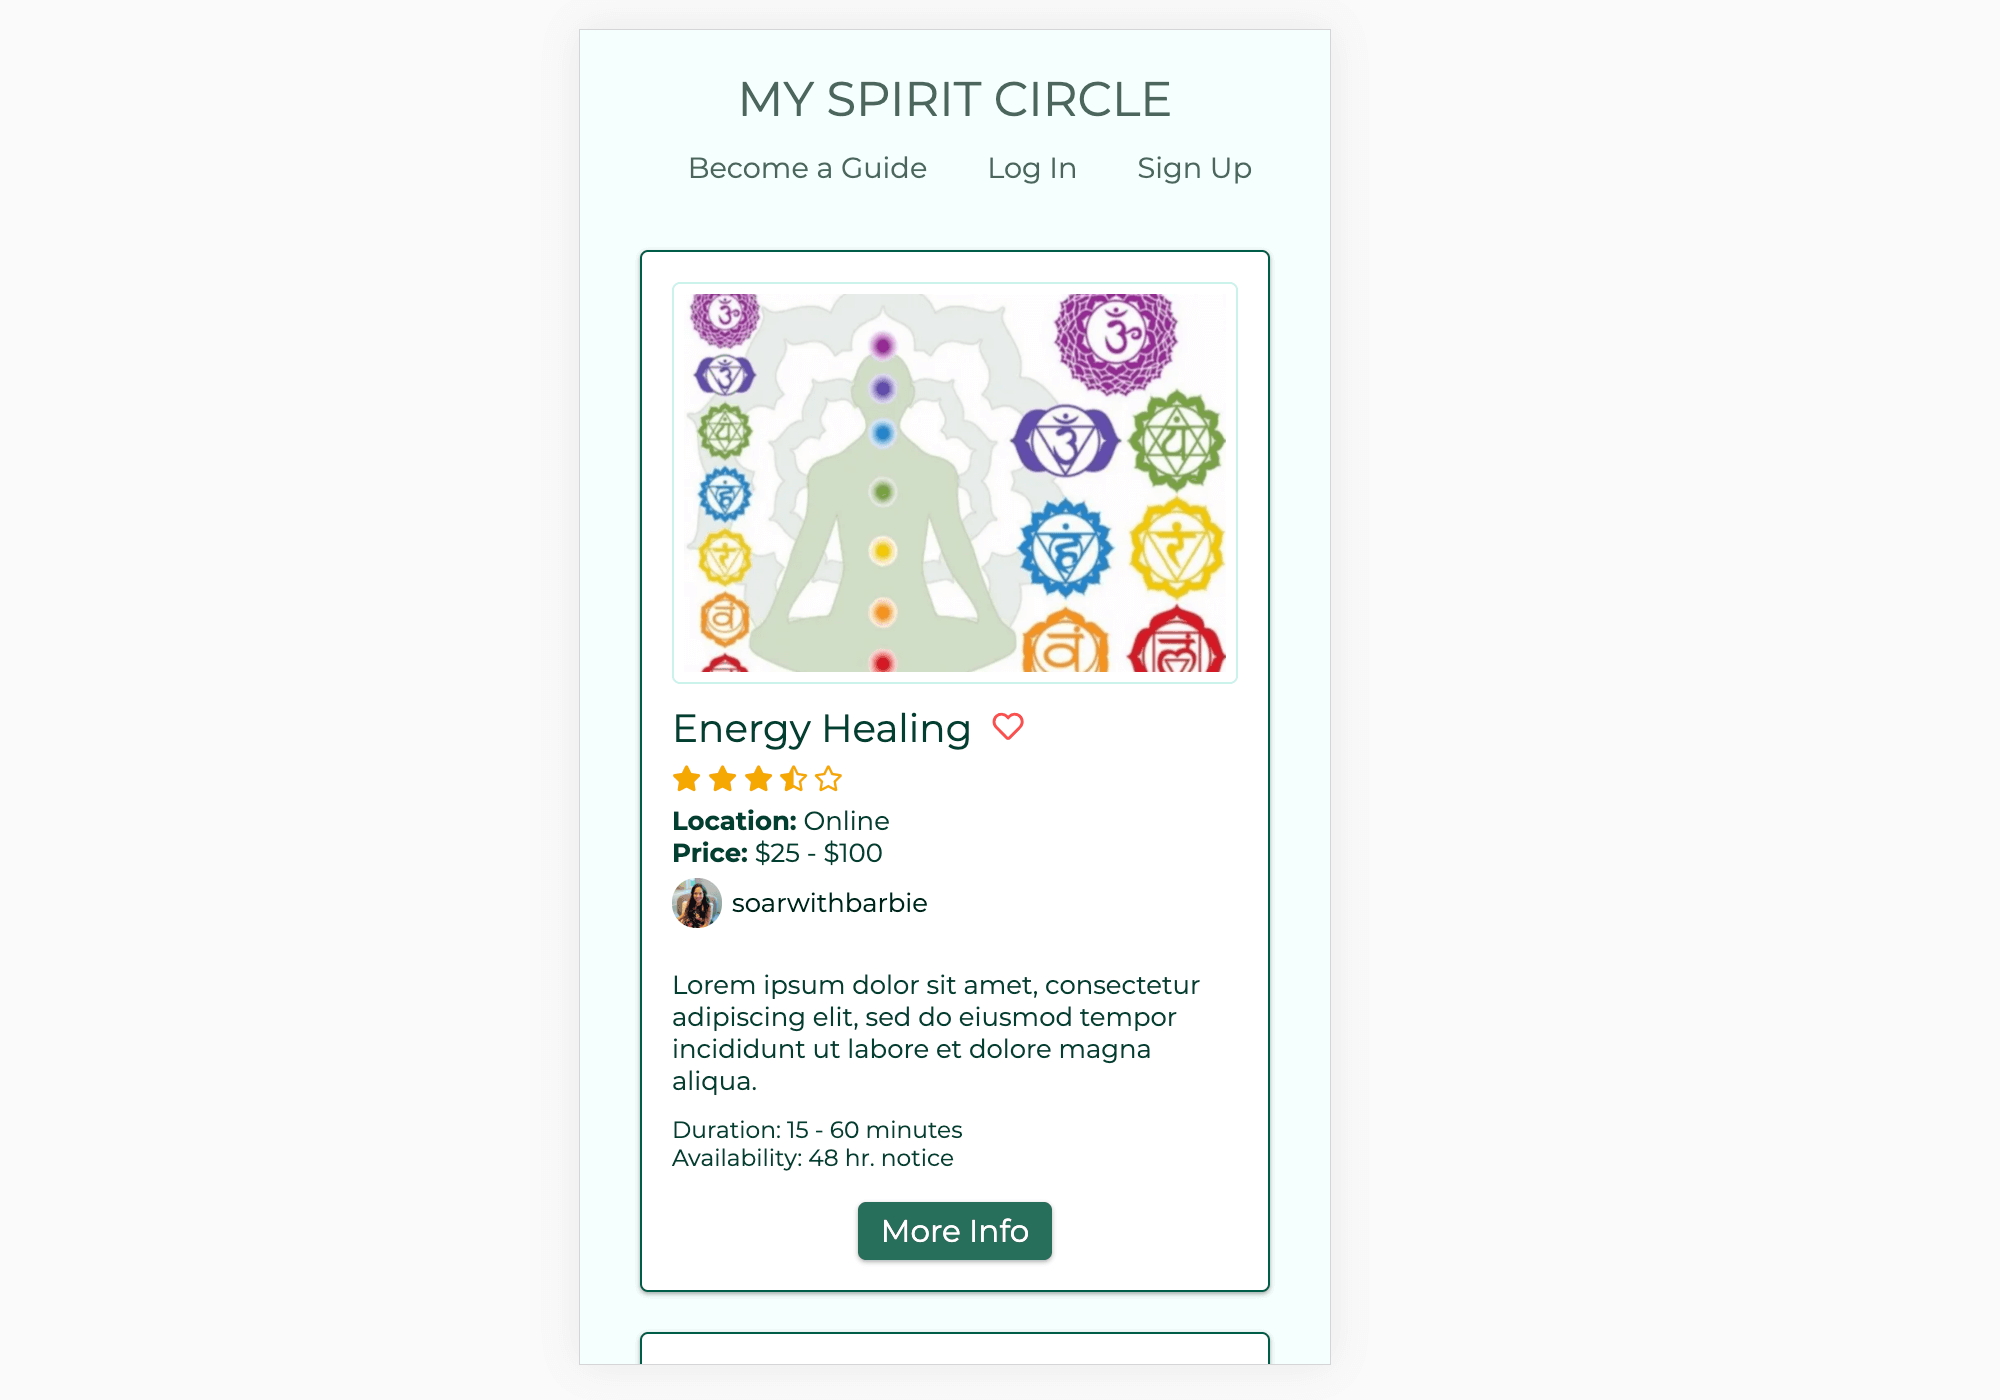 MY SPIRIT CIRCLE
Become a Guide Log In Sign Up
ॐ
ॐ
उ
उ
यं
यं
हं
हं
रं
रं
वं
वं
लं
Energy Healing
Location: Online
Price: $25 - $100
soarwithbarbie
Lorem ipsum dolor sit amet, consectetur
adipiscing elit, sed do eiusmod tempor
incididunt ut labore et dolore magna
aliqua.
Duration: 15 - 60 minutes
Availability: 48 hr. notice
More Info